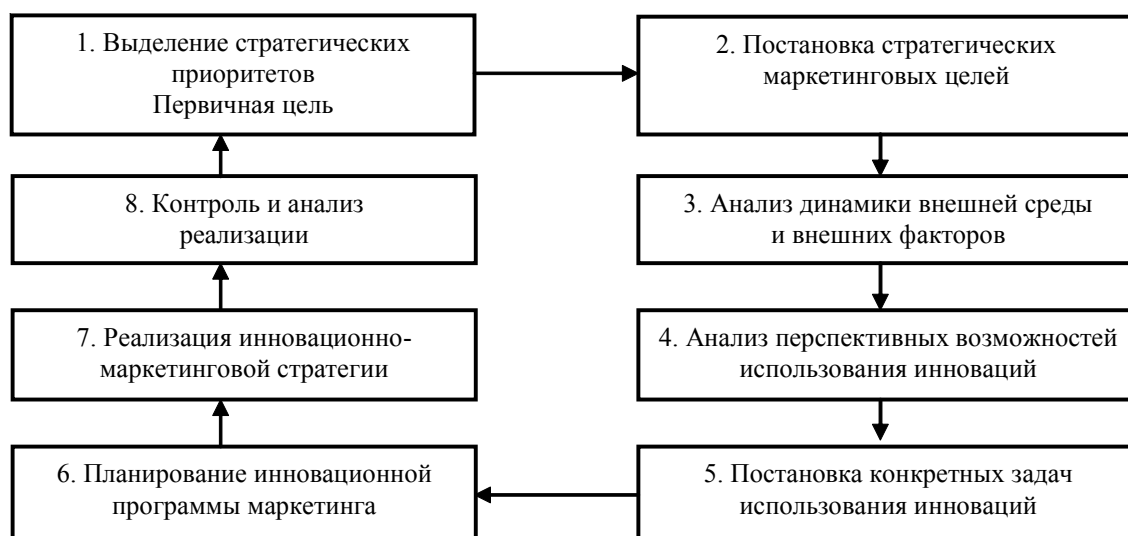 1. Выделение стратегических
приоритетов
Первичная цель
2. Постановка стратегических
маркетинговых целей
3. Анализ динамики внешней среды
и внешних факторов
4. Анализ перспективных возможностей
использования инноваций
5. Постановка конкретных задач
использования инноваций
6. Планирование инновационной
программы маркетинга
7. Реализация инновационно-
маркетинговой стратегии
8. Контроль и анализ
реализации